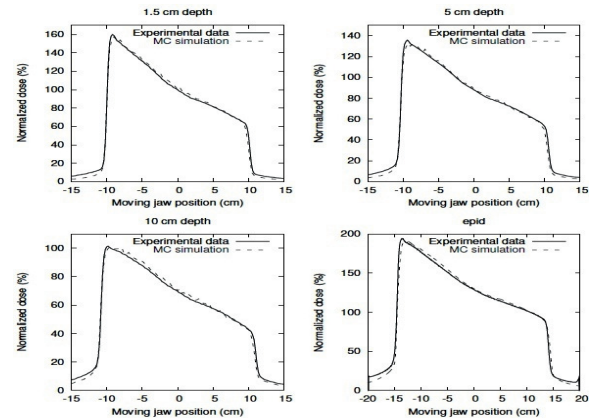 1.5 cm depth
Normalized dose (%)
160
140
120
100
80
60
40
20
0
Experimental data
MC simulation
-15 -10 -5 0 5 10 15
Moving jaw position (cm)
5 cm depth
Normalized dose (%)
140
120
100
80
60
40
20
0
Experimental data
MC simulation
-15 -10 -5 0 5 10 15
Moving jaw position (cm)
10 cm depth
Normalized dose (%)
100
80
60
40
20
0
Experimental data
MC simulation
-15 -10 -5 0 5 10 15
Moving jaw position (cm)
epid
Normalized dose (%)
200
150
100
50
0
Experimental data
MC simulation
-20 -15 -10 -5 0 5 10 15 20
Moving jaw position (cm)